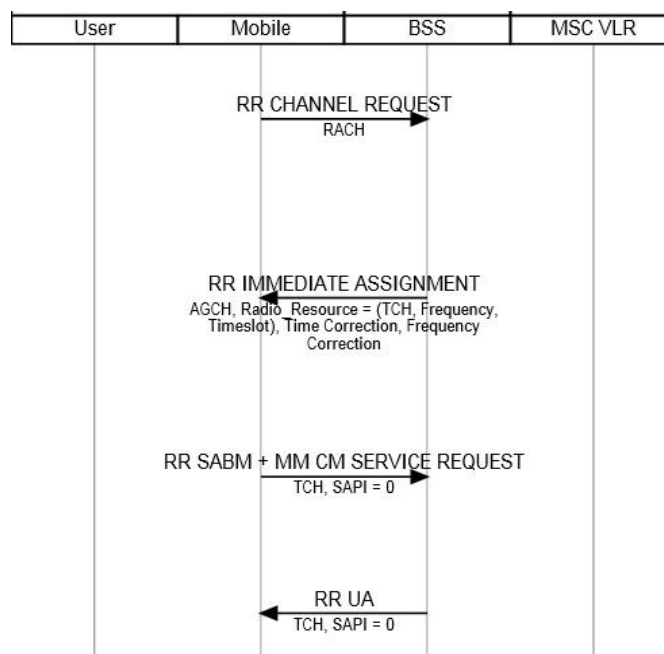 User Mobile BSS MSC VLR
RR CHANNEL REQUEST
RACH
RR IMMEDIATE ASSIGNMENT
AGCH, Radio_Resource = (TCH, Frequency,
Timeslot), Time Correction, Frequency
Correction
RR SABM + MM CM SERVICE REQUEST
TCH, SAPI = 0
RR UA
TCH, SAPI = 0